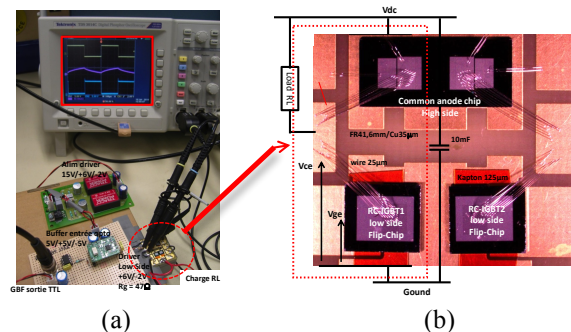 Vdc
Load RL
Common anode chip
High side
FR41,6mm/Cu35µm
10mF
Vce
wire 25µm
Kapton 125µm
Vge
RC-IGBT1
low side
Flip-Chip
RC-IGBT2
low side
Flip-Chip
Gound
Tektronix
Alim driver
15V/+6V/-2V
Buffer entrée opto
5V/+5V/-5V
Driver
Low Side
+6V/-2V
Rg = 47Ω
Charge RL
GBF sortie TTL
(a)
(b)